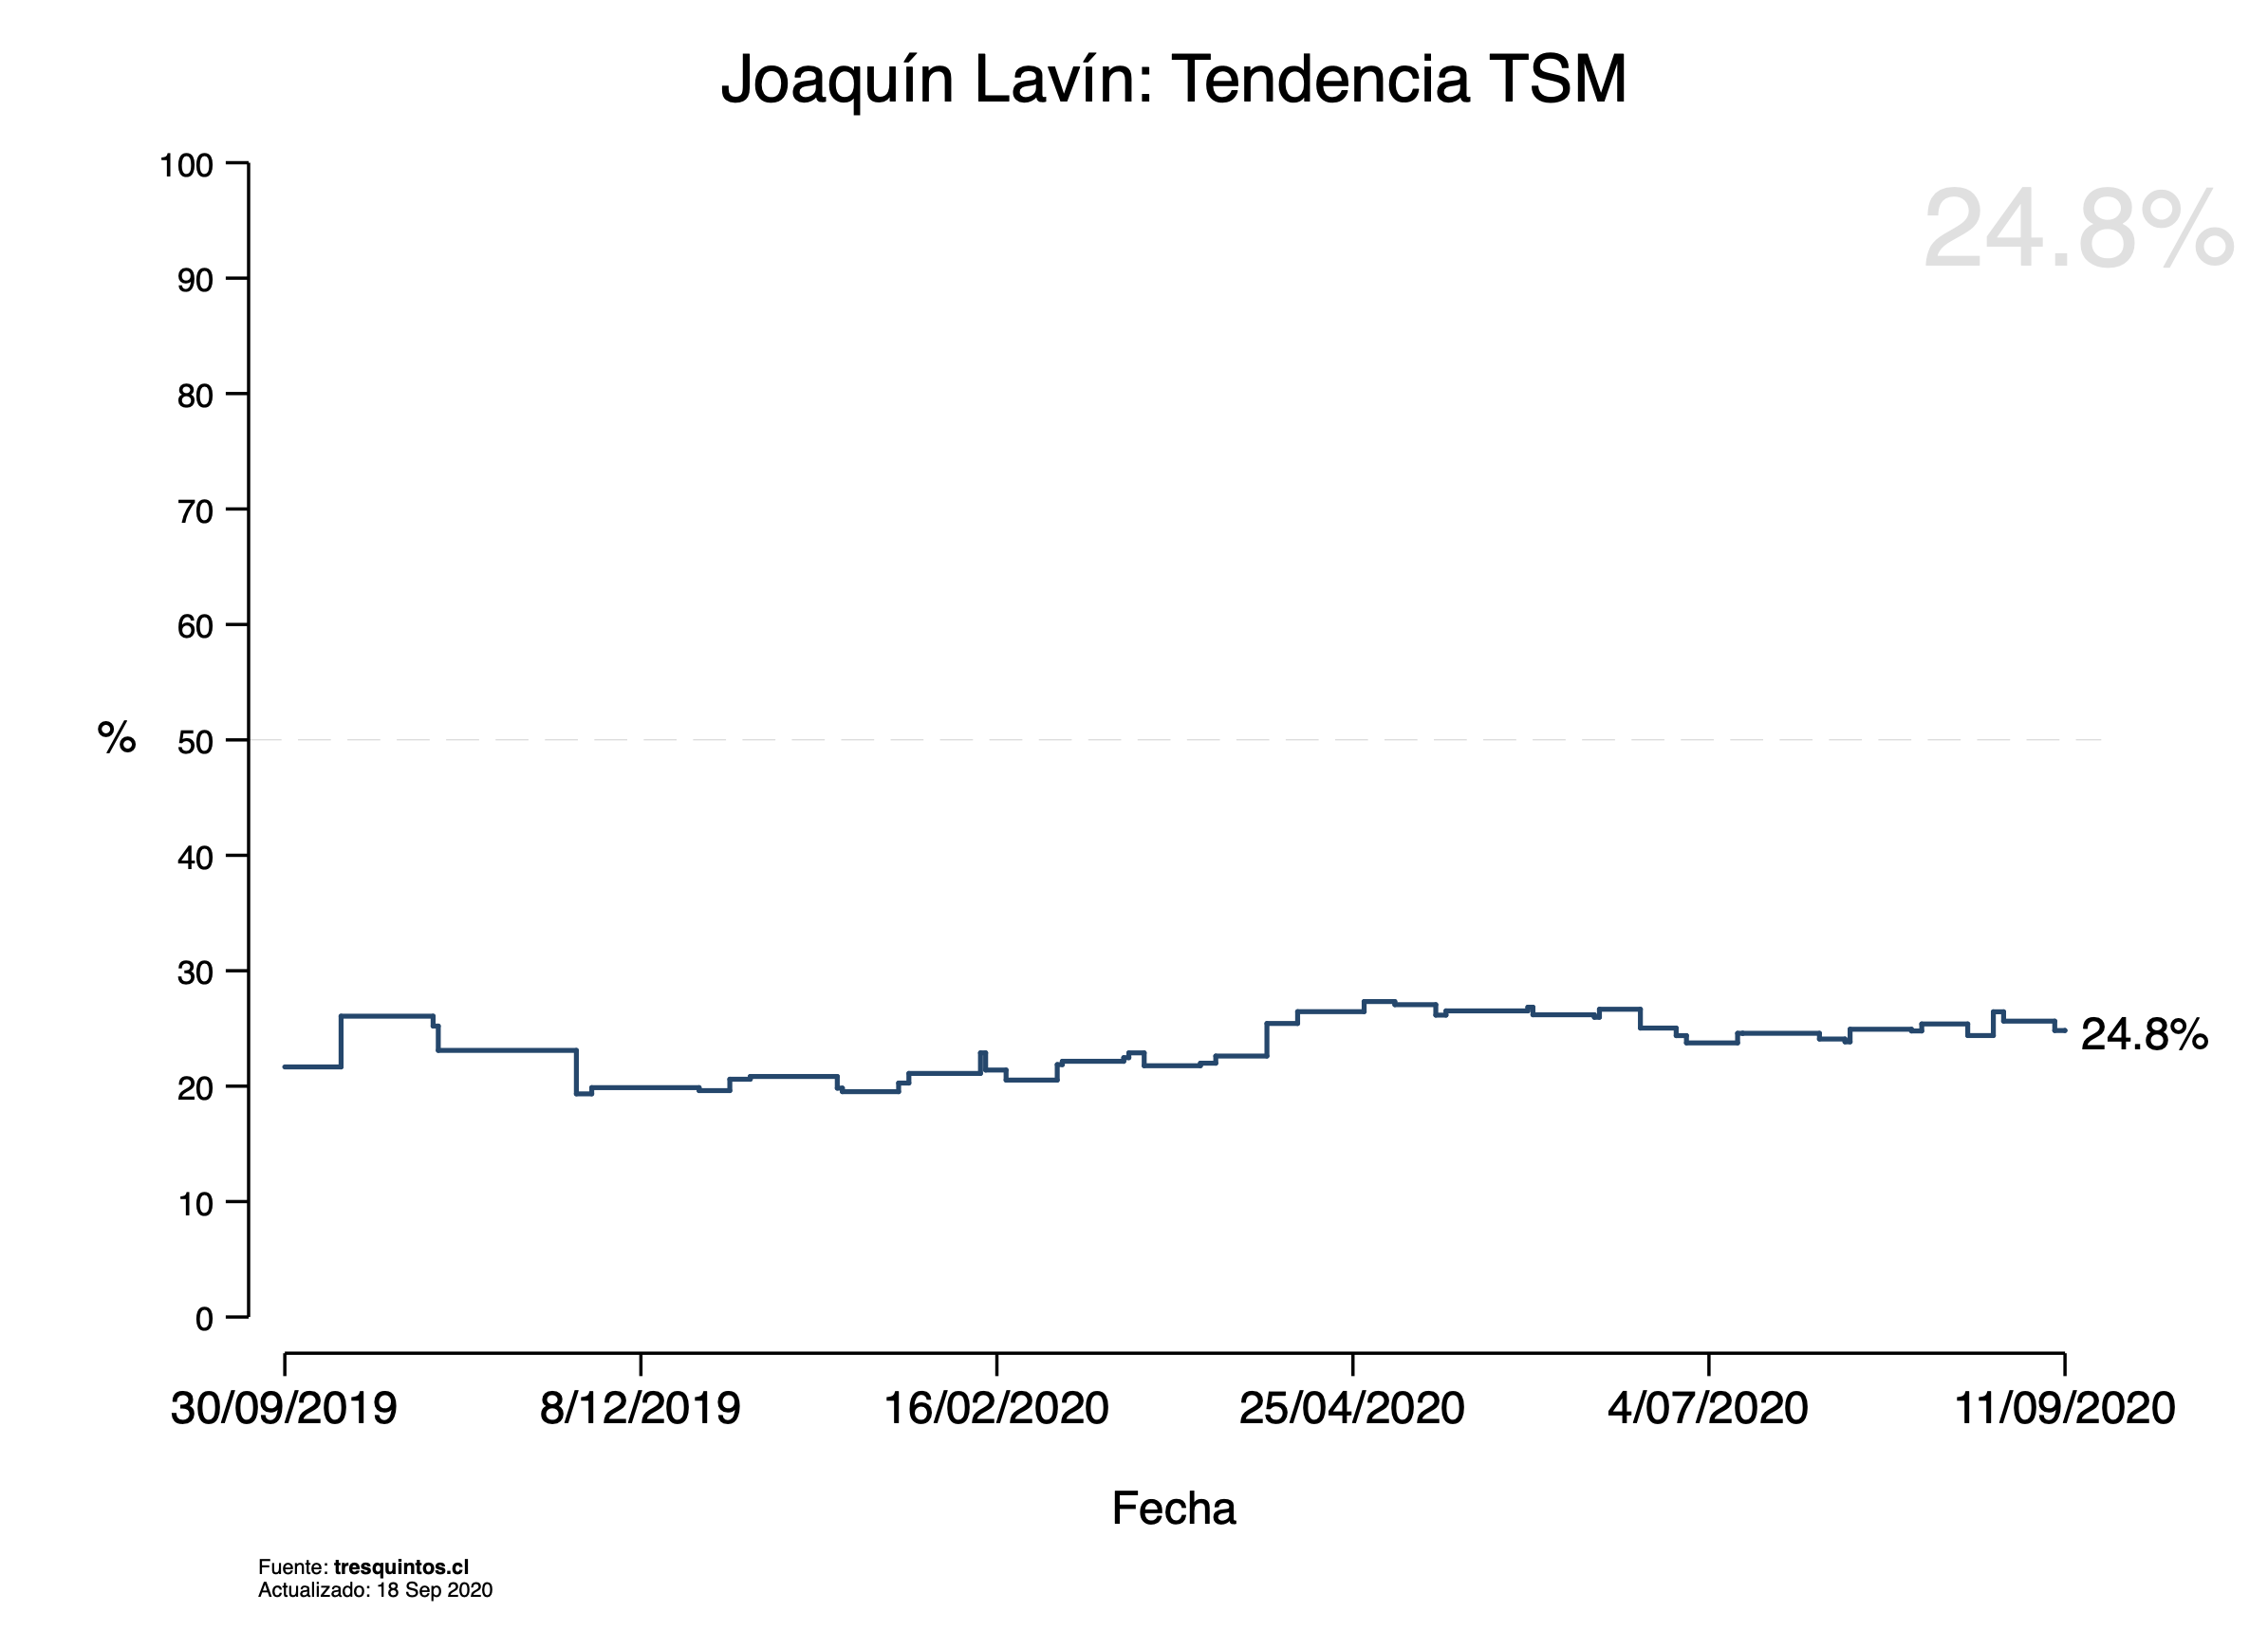 Joaquín Lavín: Tendencia TSM
24.8%
100
90
80
70
60
% 50
40
30
24.8%
20
10
0
30/09/2019 8/12/2019 16/02/2020 25/04/2020 4/07/2020 11/09/2020
Fecha
Fuente: tresquintos.cl
Actualizado: 18 Sep 2020